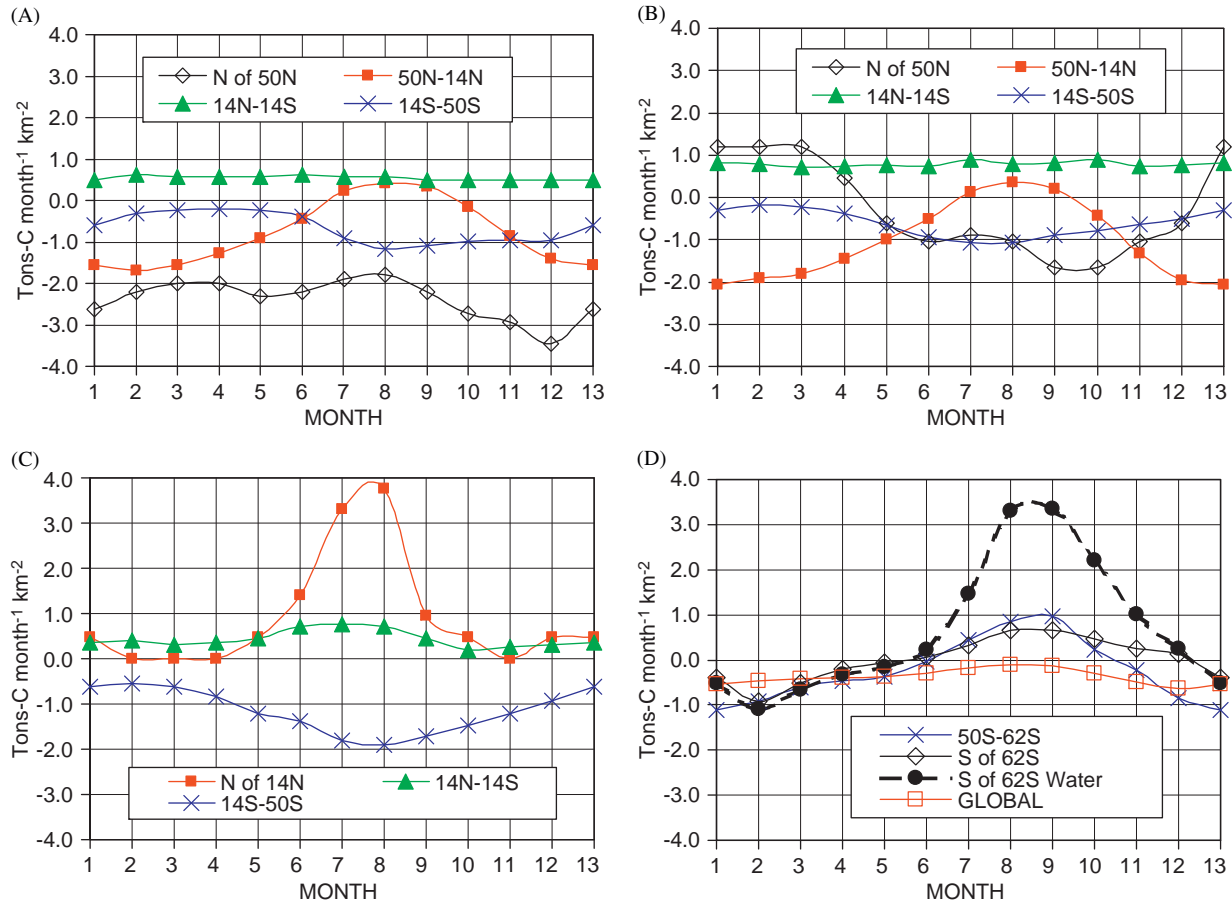 (A)
Tons-C month-1 km-2
4.0
3.0
2.0
1.0
0.0
-1.0
-2.0
-3.0
-4.0
N of 50N
50N-14N
14N-14S
14S-50S
1 2 3 4 5 6 7 8 9 10 11 12 13
MONTH
(B)
Tons-C month-1 km-2
4.0
3.0
2.0
1.0
0.0
-1.0
-2.0
-3.0
-4.0
N of 50N
50N-14N
14N-14S
14S-50S
1 2 3 4 5 6 7 8 9 10 11 12 13
MONTH
(C)
Tons-C month-1 km-2
4.0
3.0
2.0
1.0
0.0
-1.0
-2.0
-3.0
-4.0
N of 14N
14N-14S
14S-50S
1 2 3 4 5 6 7 8 9 10 11 12 13
MONTH
(D)
Tons-C month-1 km-2
4.0
3.0
2.0
1.0
0.0
-1.0
-2.0
-3.0
-4.0
50S-62S
S of 62S
S of 62S Water
GLOBAL
1 2 3 4 5 6 7 8 9 10 11 12 13
MONTH